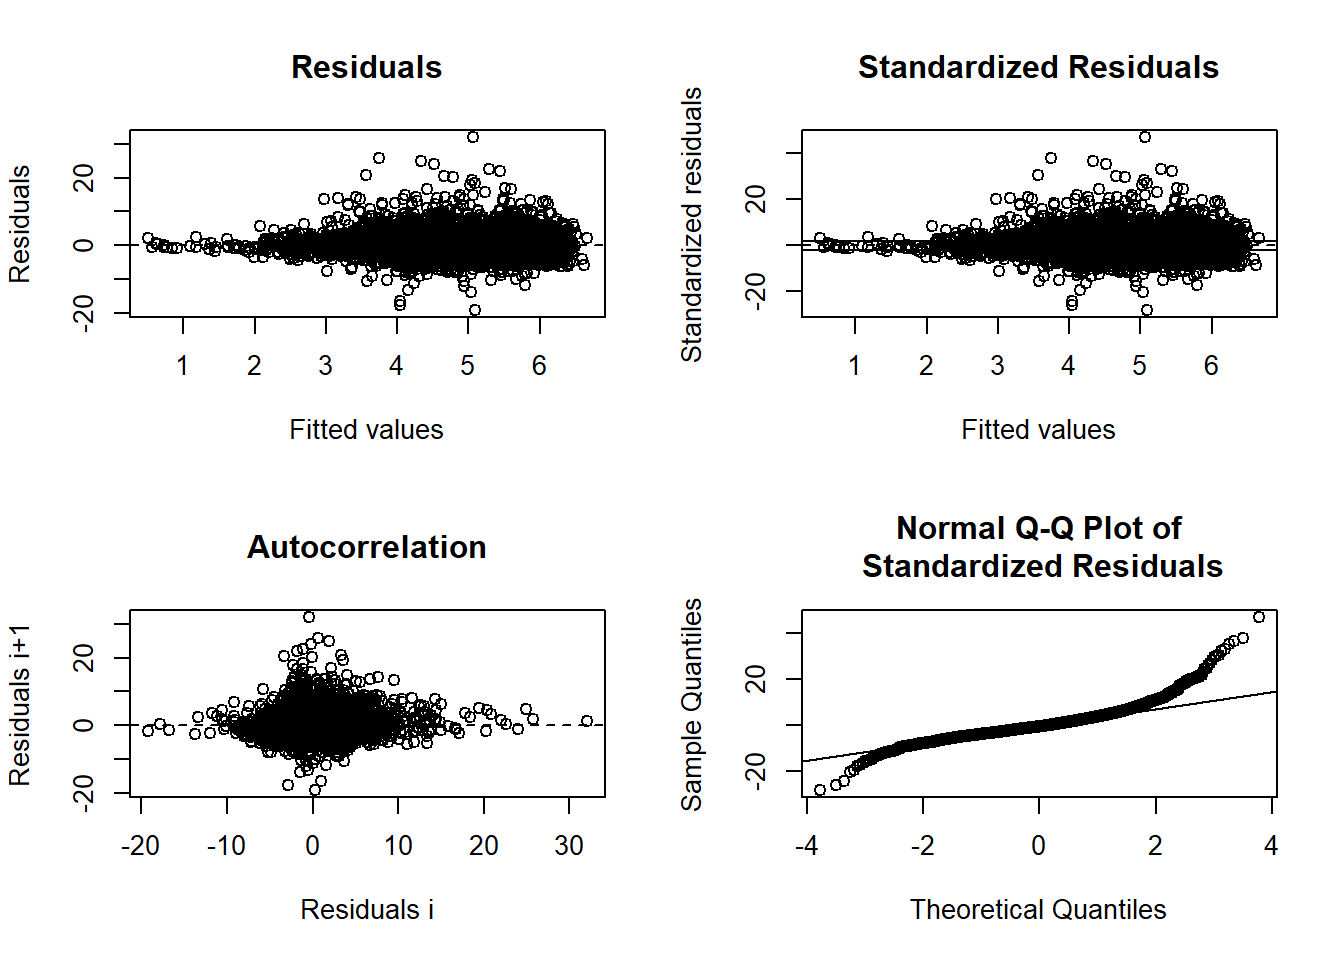 Residuals
Residuals
20
0
-20
1 2 3 4 5 6
Fitted values
Standardized Residuals
Standardized residuals
20
0
-20
1 2 3 4 5 6
Fitted values
Autocorrelation
Residuals i+1
20
0
-20
-20 -10 0 10 20 30
Residuals i
Normal Q-Q Plot of
Standardized Residuals
Sample Quantiles
20
-20
-4 -2 0 2 4
Theoretical Quantiles